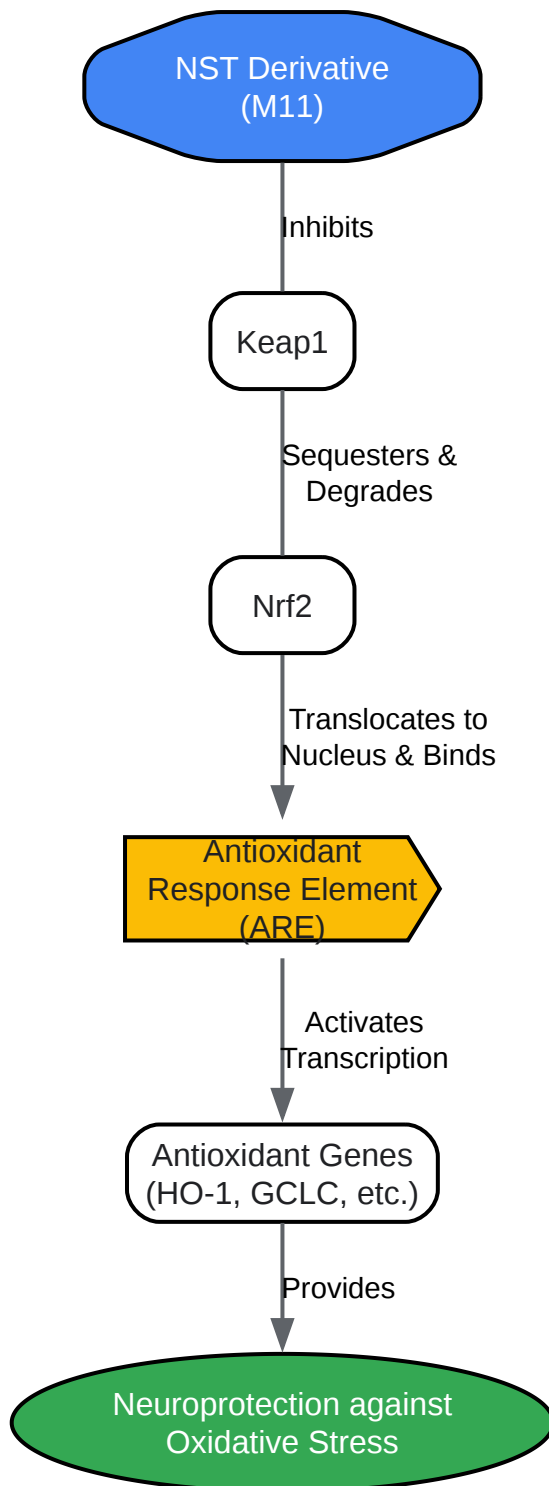 NST Derivative
(M11)
Inhibits
Keap1
Sequesters &
Degrades
Nrf2
Translocates to
Nucleus & Binds
Antioxidant
Response Element
(ARE)
Activates
Transcription
Antioxidant Genes
(HO-1, GCLC, etc.)
Provides
Neuroprotection against
Oxidative Stress